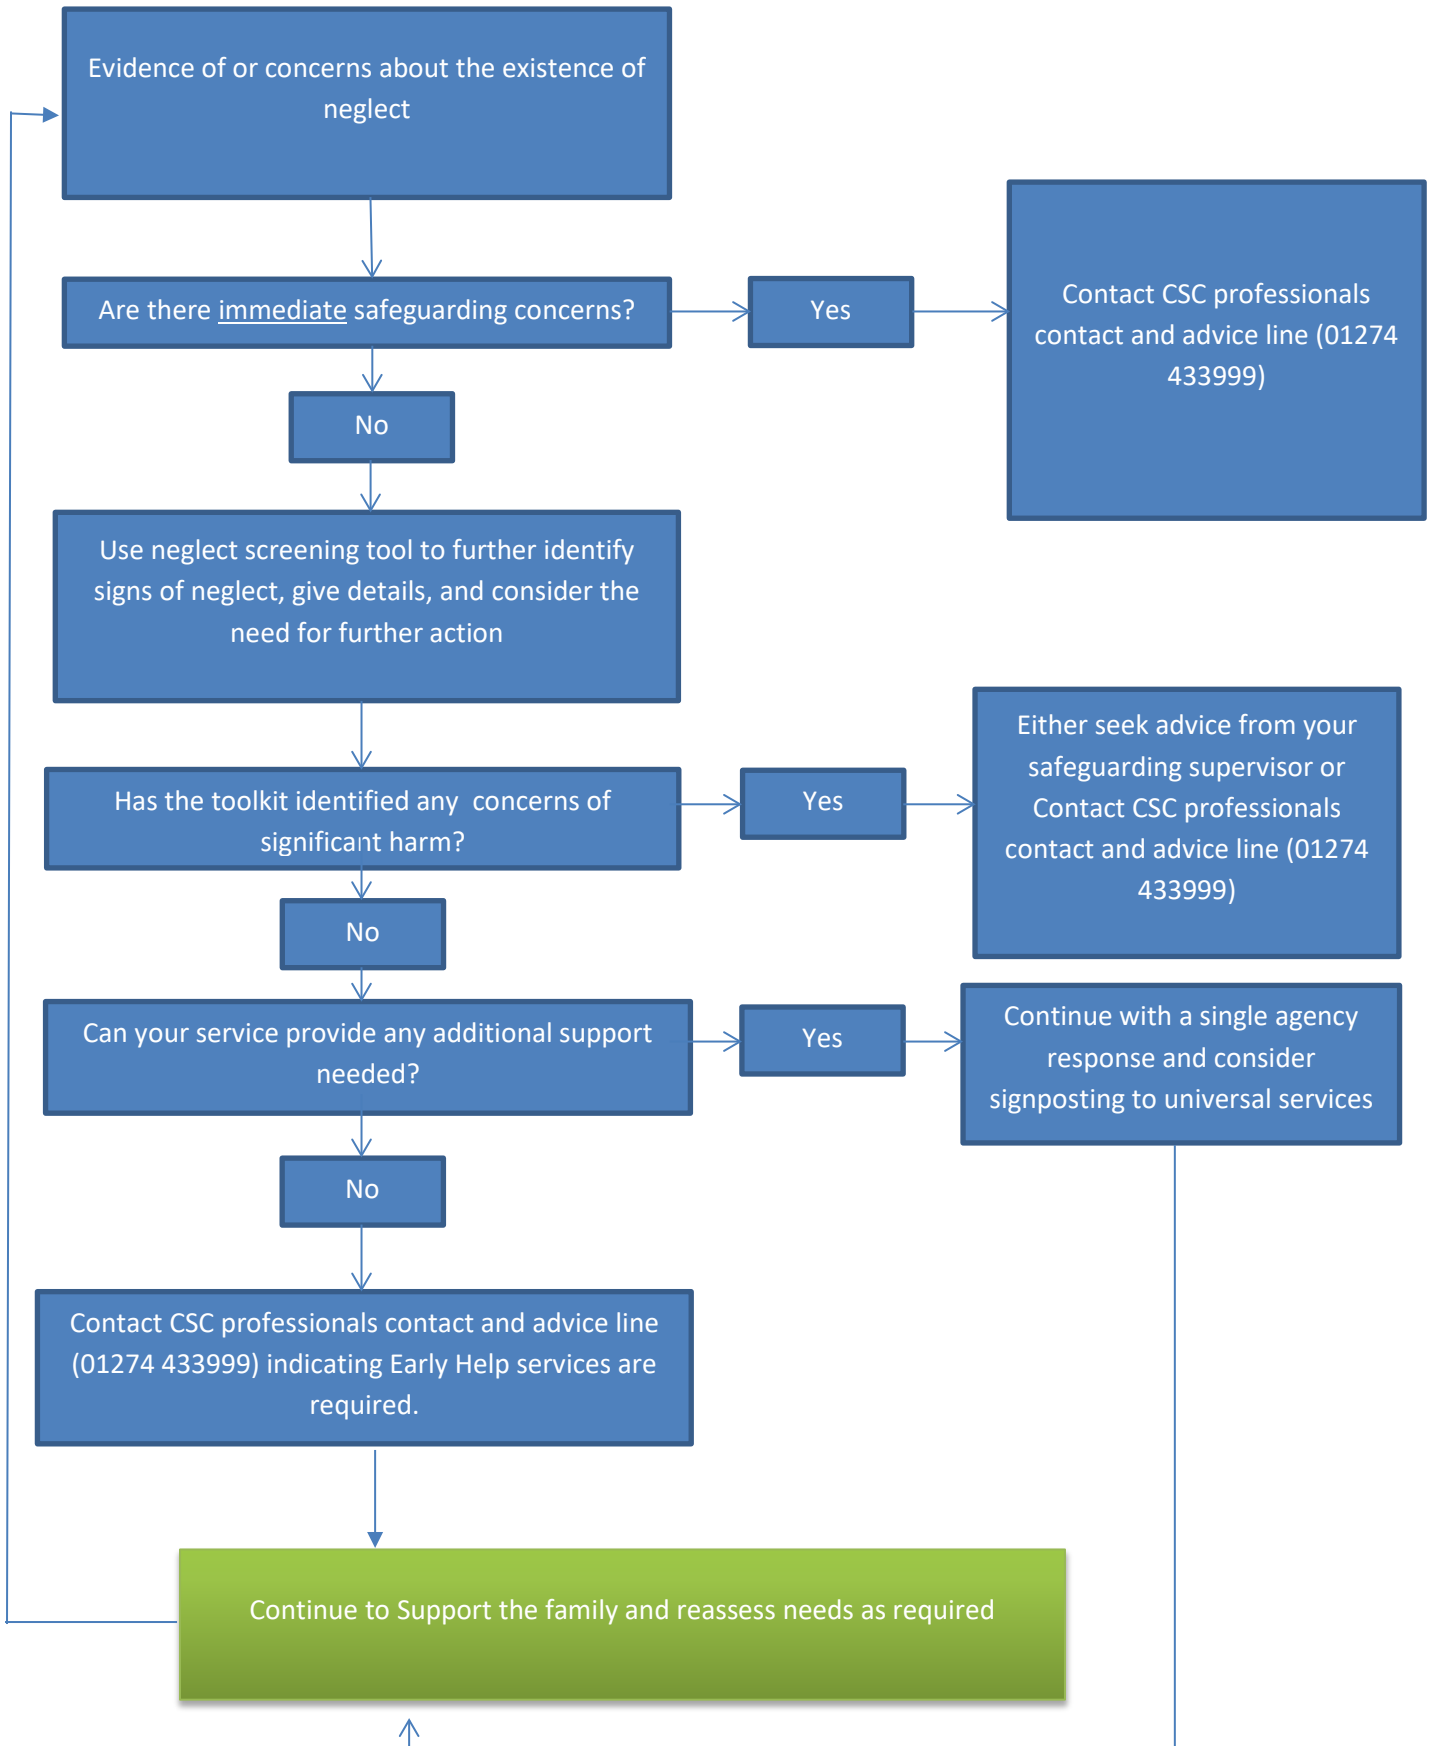 Evidence of or concerns about the existence of
neglect
Are there immediate safeguarding concerns?
Yes
Contact CSC professionals
contact and advice line (01274
433999)
No
Use neglect screening tool to further identify
signs of neglect, give details, and consider the
need for further action
Has the toolkit identified any  concerns of
significant harm?
Yes
Either seek advice from your
safeguarding supervisor or
Contact CSC professionals
contact and advice line (01274
433999)
No
Can your service provide any additional support
needed?
Yes
Continue with a single agency
response and consider
signposting to universal services
No
Contact CSC professionals contact and advice line
(01274 433999) indicating Early Help services are
required.
Continue to Support the family and reassess needs as required